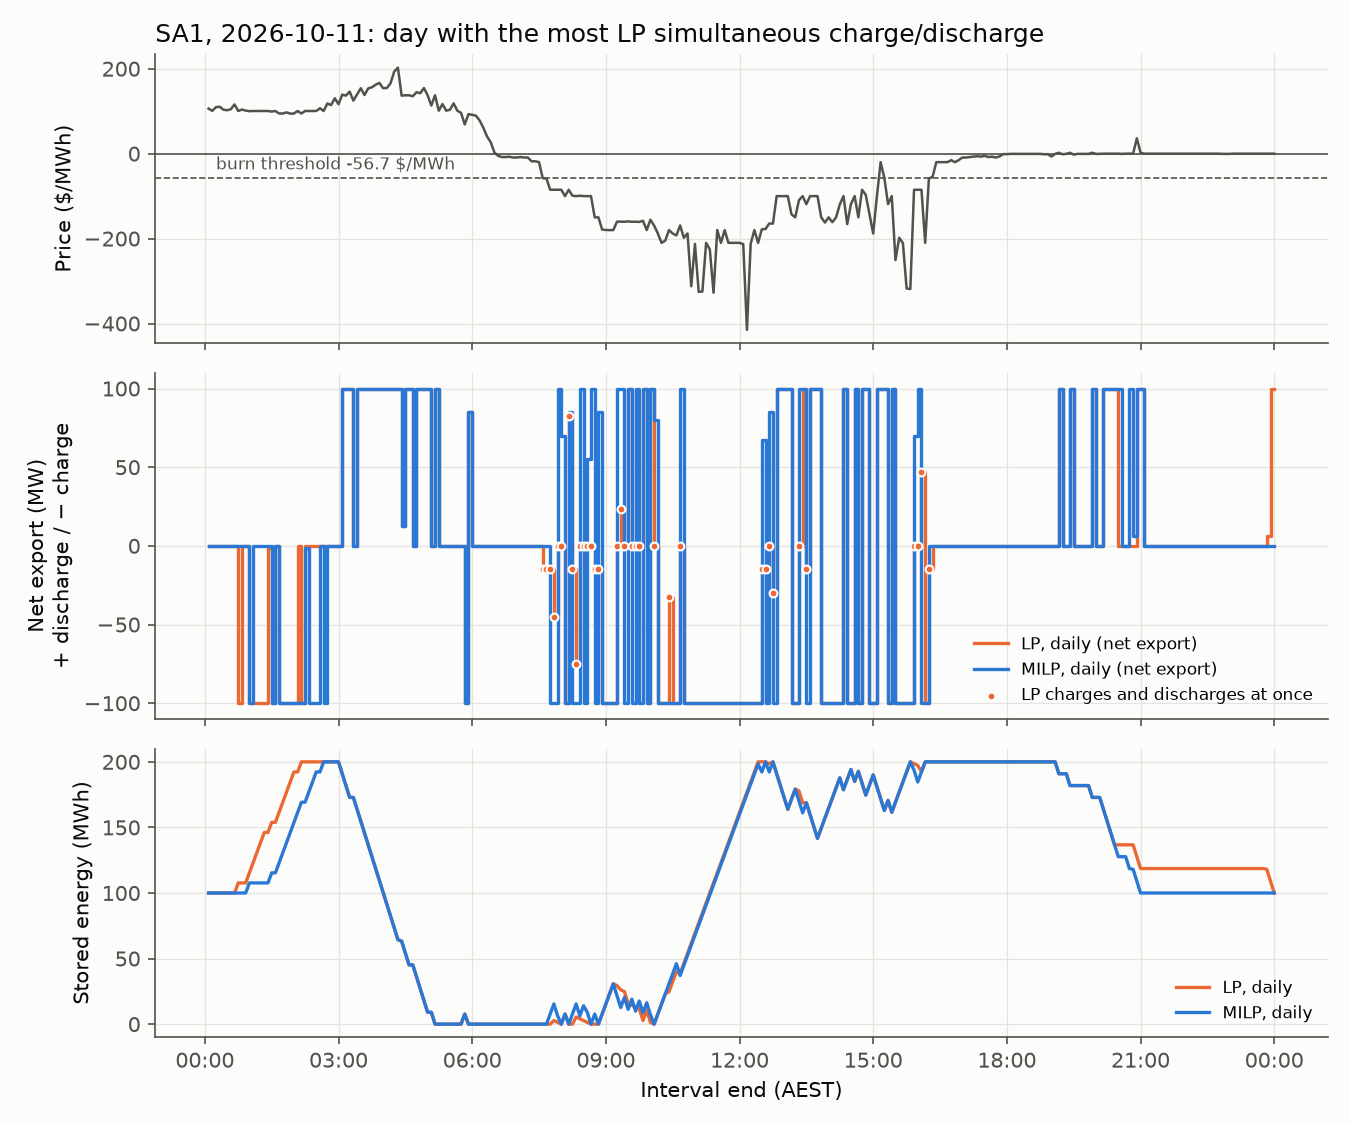 SA1, 2026-10-11: day with the most LP simultaneous charge/discharge
Price ($/MWh)
200
0
−200
−400
burn threshold -56.7 $/MWh
Net export (MW)
+ discharge / − charge
100
50
0
−50
−100
LP, daily (net export)
MILP, daily (net export)
LP charges and discharges at once
Stored energy (MWh)
200
150
100
50
0
LP, daily
MILP, daily
00:00
03:00
06:00
09:00
12:00
15:00
18:00
21:00
00:00
Interval end (AEST)